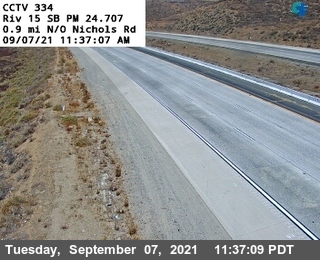 CCTV 334
Riv 15 SB PM 24.707
0.9 mi N/O Nichols Rd
09/07/21 11:37:07 AM
Tuesday, September 07, 2021 11:37:09 PDT